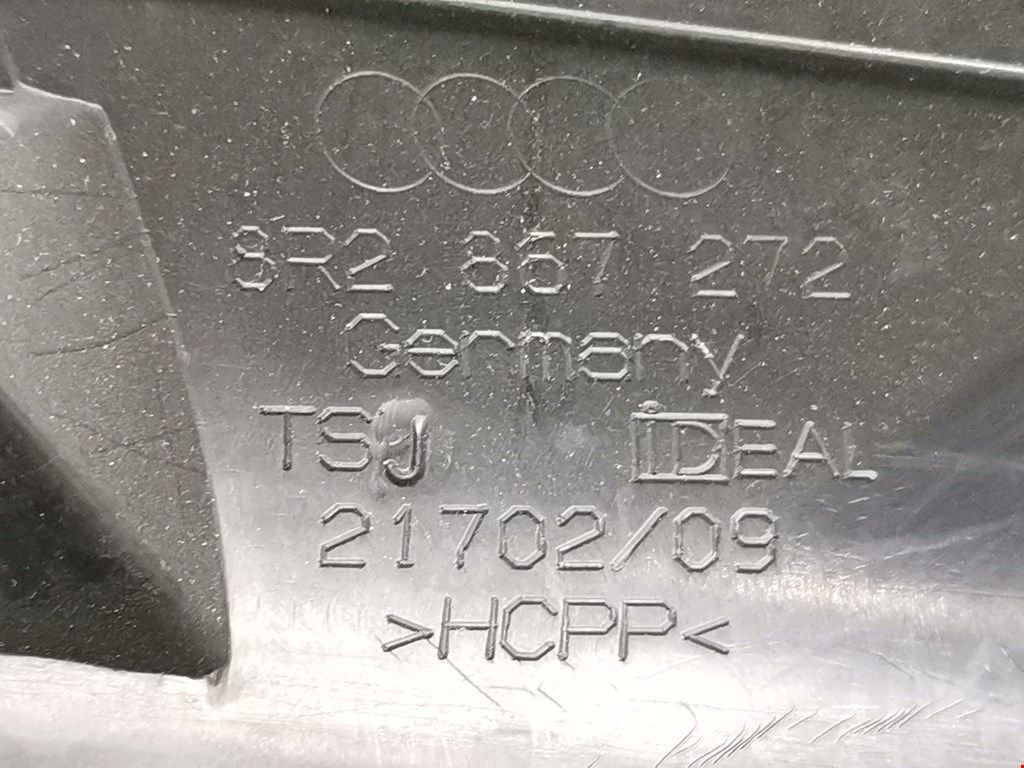 8R2 867 272
Germany
TSJ IDEAL
21702/09
>HCPP<